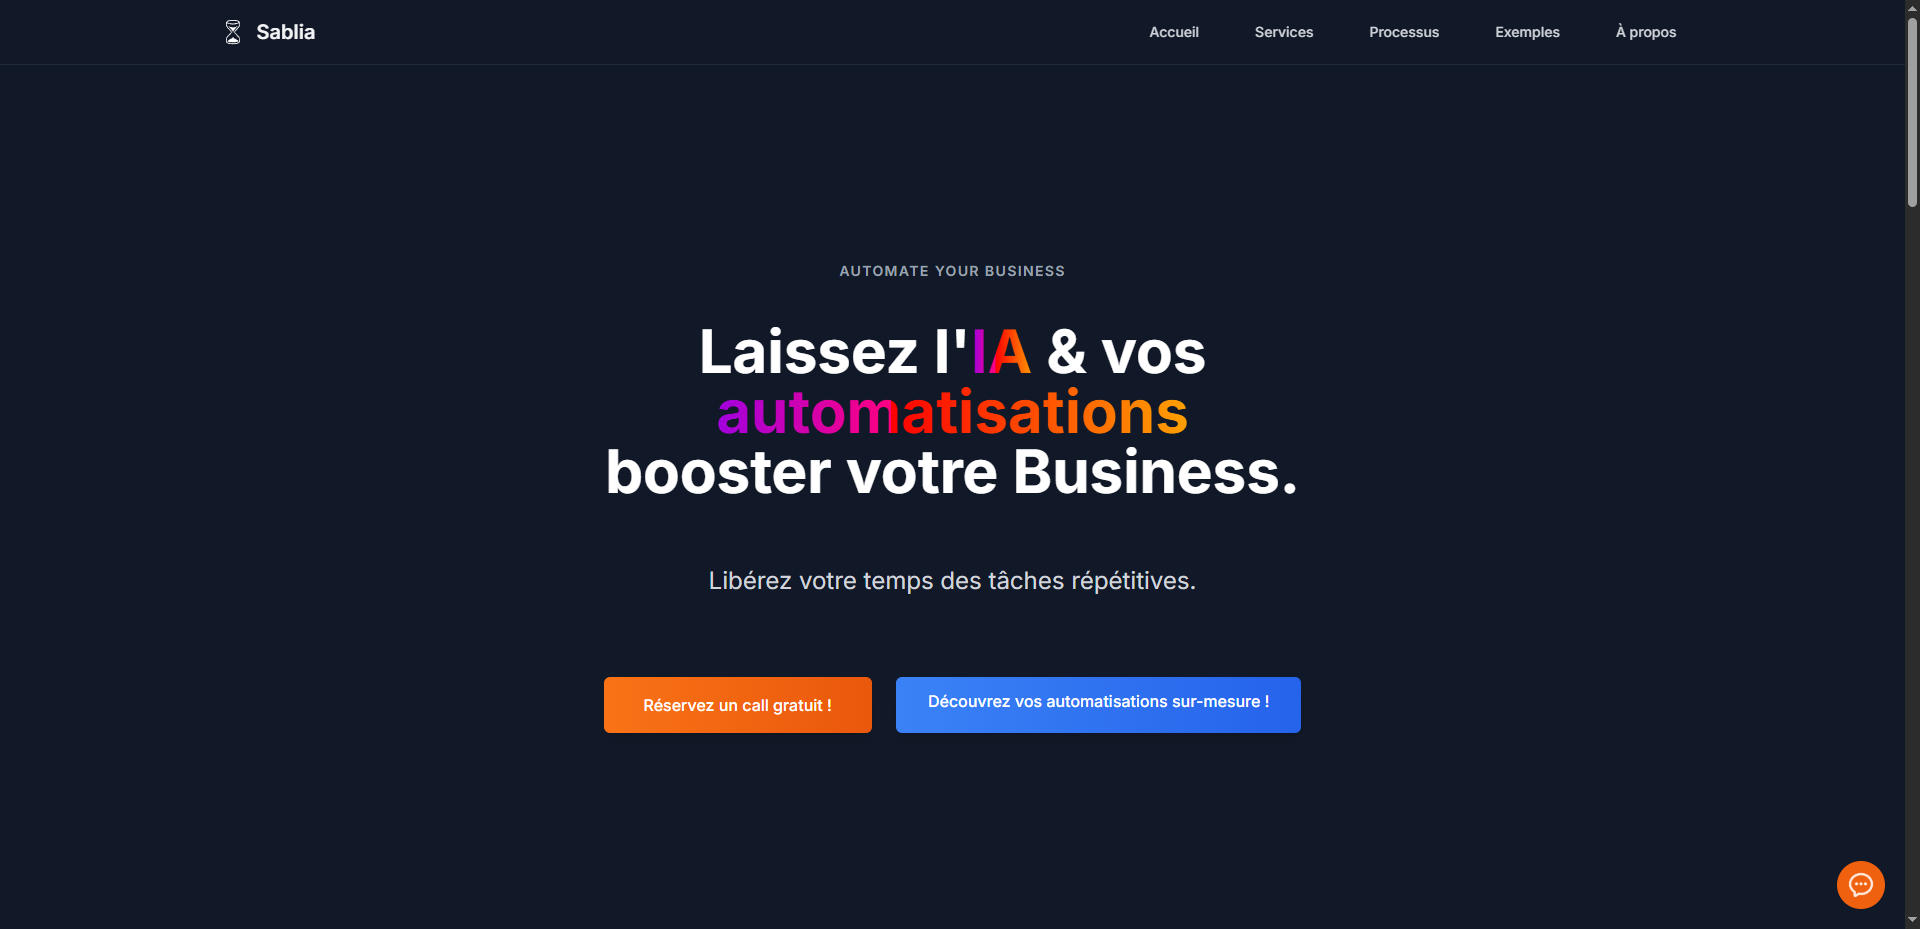 Sablia
Accueil
Services
Processus
Exemples
À propos
AUTOMATE YOUR BUSINESS
Laissez l'IA & vos
automatisations
booster votre Business.
Libérez votre temps des tâches répétitives.
Réservez un call gratuit !
Découvrez vos automatisations sur-mesure !